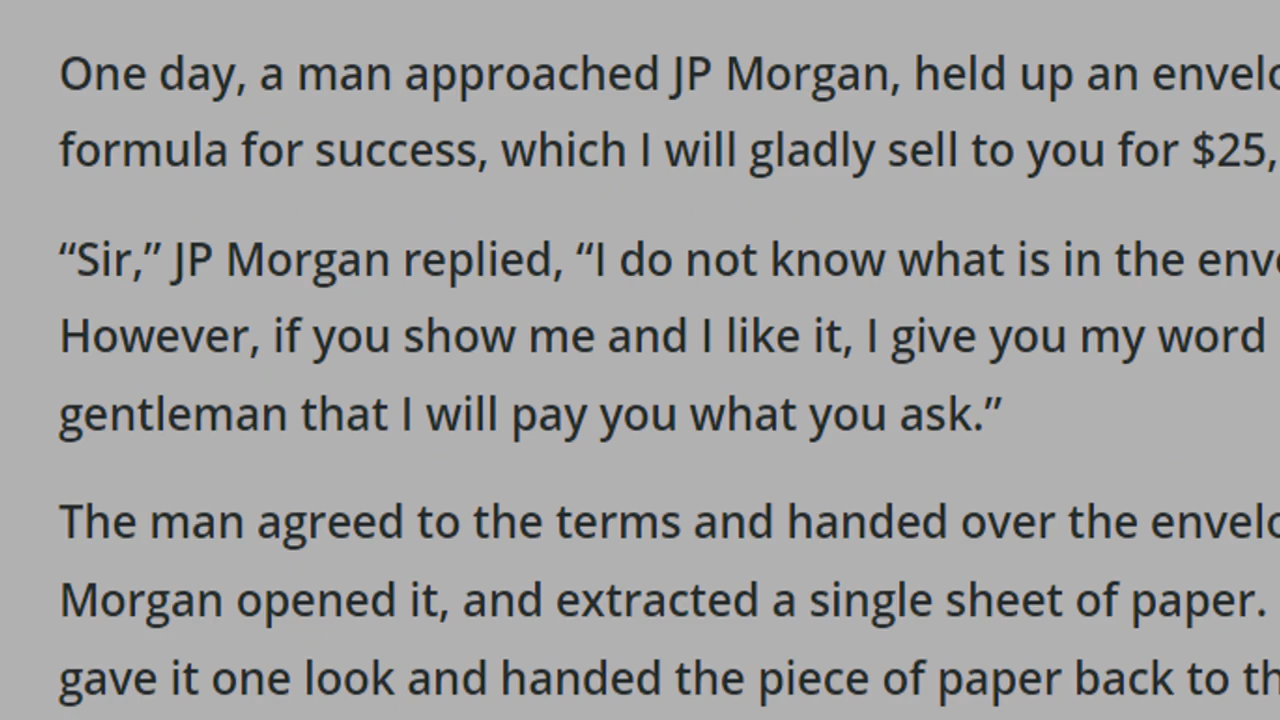 One day, a man approached JP Morgan, held up an
formula for success, which I will gladly sell to you for $25,
“Sir,” JP Morgan replied, “I do not know what is in the
However, if you show me and I like it, I give you my word
gentleman that I will pay you what you ask.”
The man agreed to the terms and handed over the
Morgan opened it, and extracted a single sheet of paper.
gave it one look and handed the piece of paper back to